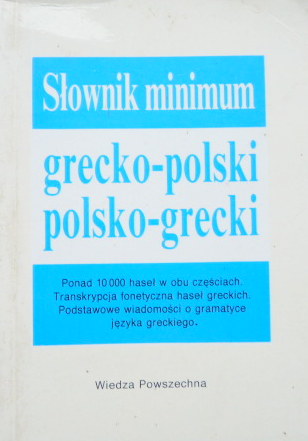 Słownik minimum
grecko-polski
polsko-grecki
Ponad 10 000 haseł w obu częściach.
Transkrypcja fonetyczna haseł greckich.
Podstawowe wiadomości o gramatyce
języka greckiego.
Wiedza Powszechna